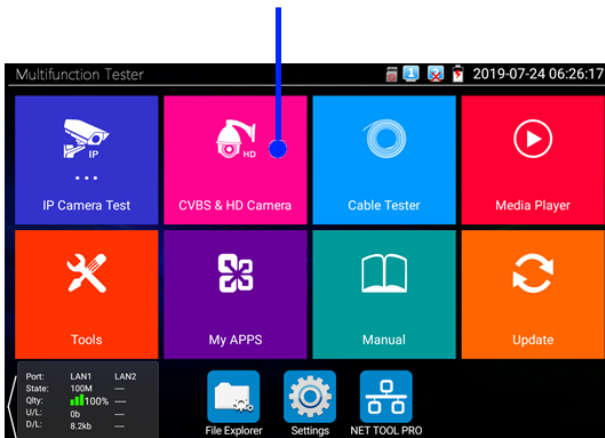 Multifunction Tester 2019-07-24 06:26:17
IP
HD
...
IP Camera Test CVBS & HD Camera Cable Tester Media Player
Tools My APPS Manual Update
Port: LAN1 LAN2
State: 100M —
Qlty: 100% —
U/L: 0b —
D/L: 8.2kb —
File Explorer Settings NET TOOL PRO